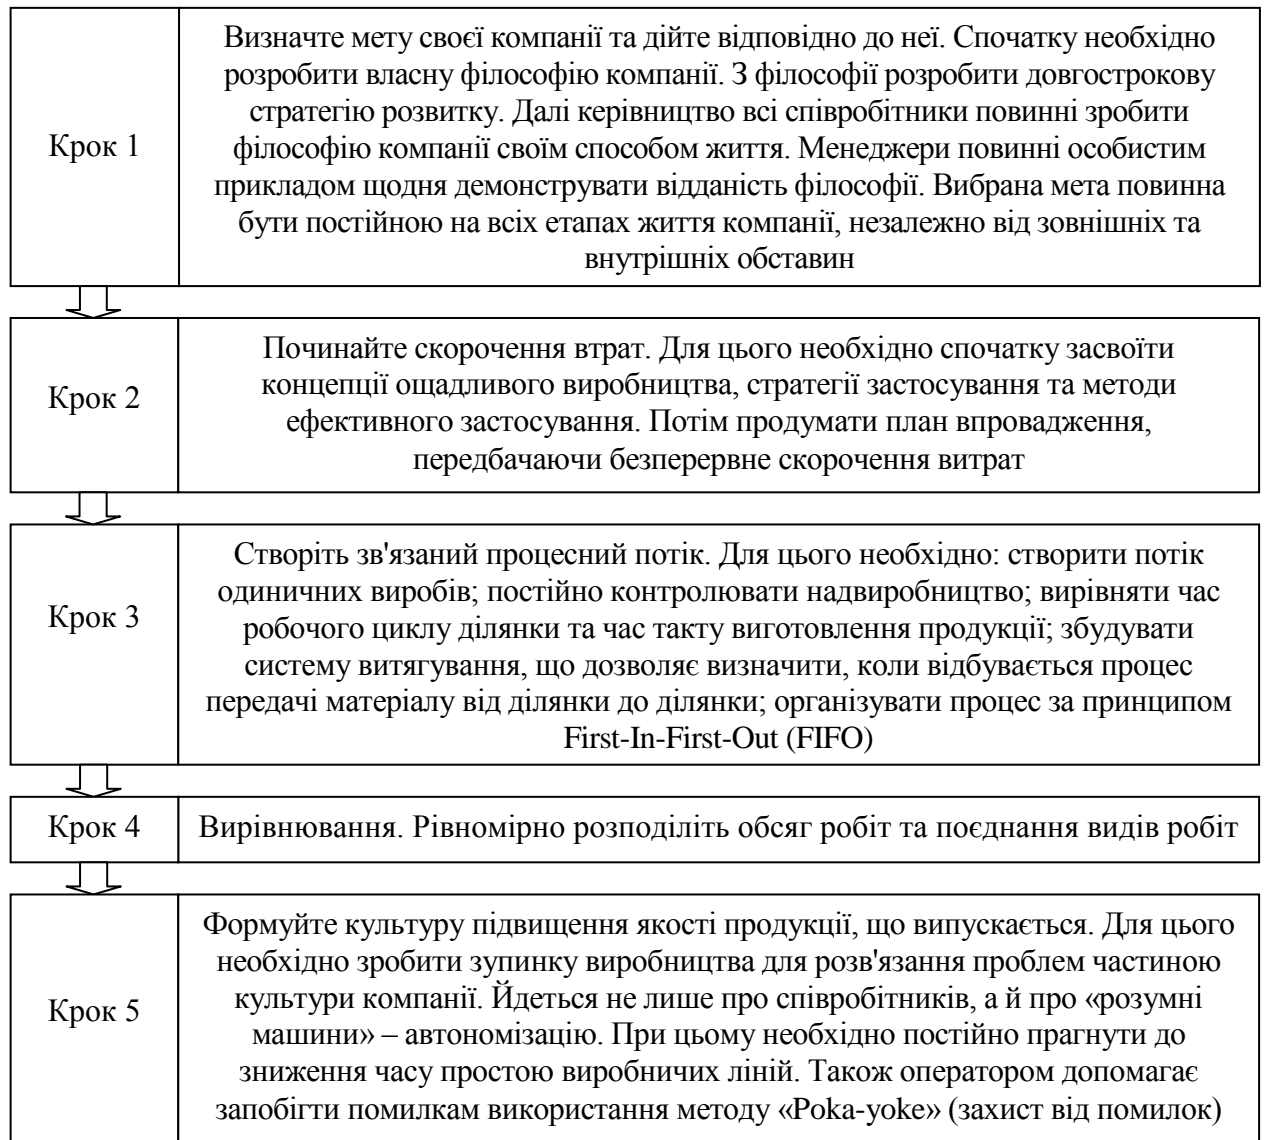 Крок 1
Визначте мету своєї компанії та дійте відповідно до неї. Спочатку необхідно
розробити власну філософію компанії. З філософії розробити довгострокову
стратегію розвитку. Далі керівництво всі співробітники повинні зробити
філософію компанії своїм способом життя. Менеджери повинні особистим
прикладом щодня демонструвати відданість філософії. Вибрана мета повинна
бути постійною на всіх етапах життя компанії, незалежно від зовнішніх та
внутрішніх обставин
Крок 2
Починайте скорочення втрат. Для цього необхідно спочатку засвоїти
концепції ощадливого виробництва, стратегії застосування та методи
ефективного застосування. Потім продумати план впровадження,
передбачаючи безперервне скорочення витрат
Крок 3
Створіть зв'язаний процесний потік. Для цього необхідно: створити потік
одиничних виробів; постійно контролювати надвиробництво; вирівняти час
робочого циклу ділянки та час такту виготовлення продукції; збудувати
систему витягування, що дозволяє визначити, коли відбувається процес
передачі матеріалу від ділянки до ділянки; організувати процес за принципом
First-In-First-Out (FIFO)
Крок 4
Вирівнювання. Рівномірно розподіліть обсяг робіт та поєднання видів робіт
Крок 5
Формуйте культуру підвищення якості продукції, що випускається. Для цього
необхідно зробити зупинку виробництва для розв'язання проблем частиною
культури компанії. Йдеться не лише про співробітників, а й про «розумні
машини» – автономізацію. При цьому необхідно постійно прагнути до
зниження часу простою виробничих ліній. Також оператором допомагає
запобігти помилкам використання методу «Poka-yoke» (захист від помилок)